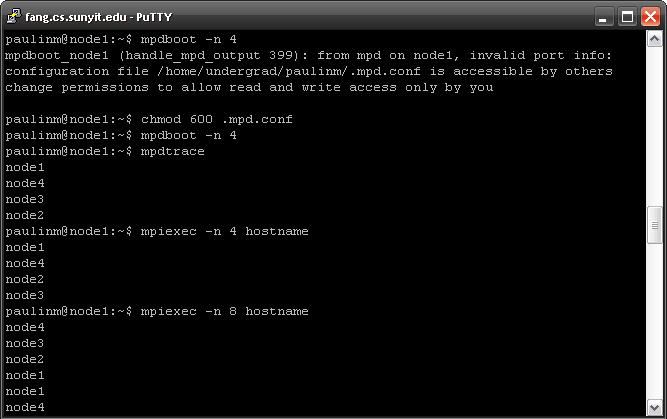 fang.cs.sunyit.edu - PuTTY
paulinm@node1:~$ mpdboot -n 4
mpdboot_node1 (handle_mpd_output 399): from mpd on node1, invalid port info:
configuration file /home/undergrad/paulinm/.mpd.conf is accessible by others
change permissions to allow read and write access only by you
paulinm@node1:~$ chmod 600 .mpd.conf
paulinm@node1:~$ mpdboot -n 4
paulinm@node1:~$ mpdtrace
node1
node4
node3
node2
paulinm@node1:~$ mpiexec -n 4 hostname
node1
node4
node2
node3
paulinm@node1:~$ mpiexec -n 8 hostname
node4
node3
node2
node1
node1
node4